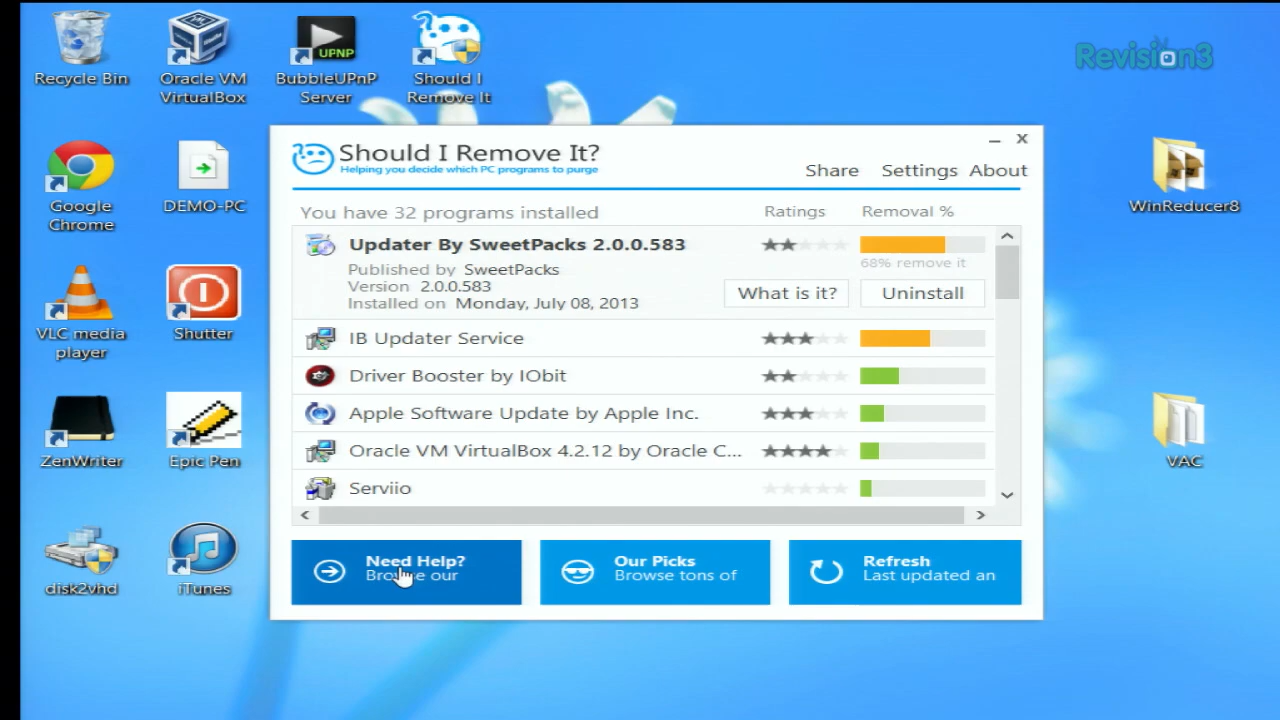 Recycle Bin
Oracle VM
VirtualBox
UPNP
BubbleUPnP
Server
Should I
Remove It
Revision3
Google
Chrome
DEMO-PC
VLC media
player
Shutter
ZenWriter
Epic Pen
disk2vhd
iTunes
WinReducer8
VAC
Should I Remove It?
Helping you decide which PC programs to purge
Share Settings About
You have 32 programs installed Ratings Removal %
Updater By SweetPacks 2.0.0.583
68% remove it
Published by SweetPacks
Version 2.0.0.583
Installed on Monday, July 08, 2013
What is it? Uninstall
IB Updater Service
Driver Booster by IObit
Apple Software Update by Apple Inc.
Oracle VM VirtualBox 4.2.12 by Oracle C...
Serviio
Need Help?
Browse our
Our Picks
Browse tons of
Refresh
Last updated an